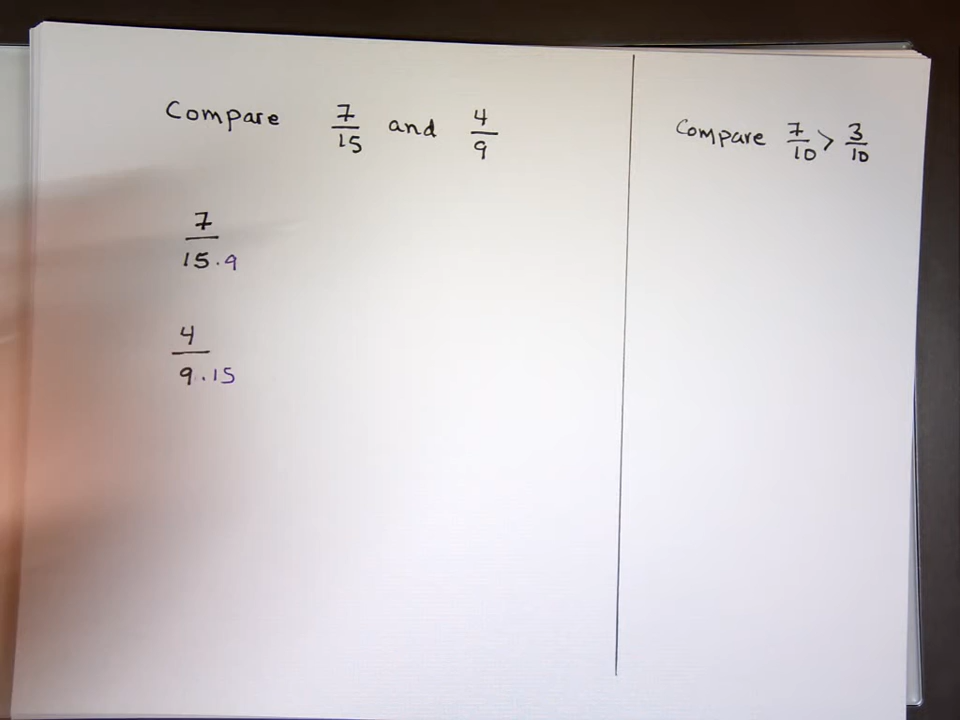 Compare 7/15 and 4/9
7/15·9
4/9·15
Compare 7/10 > 3/10